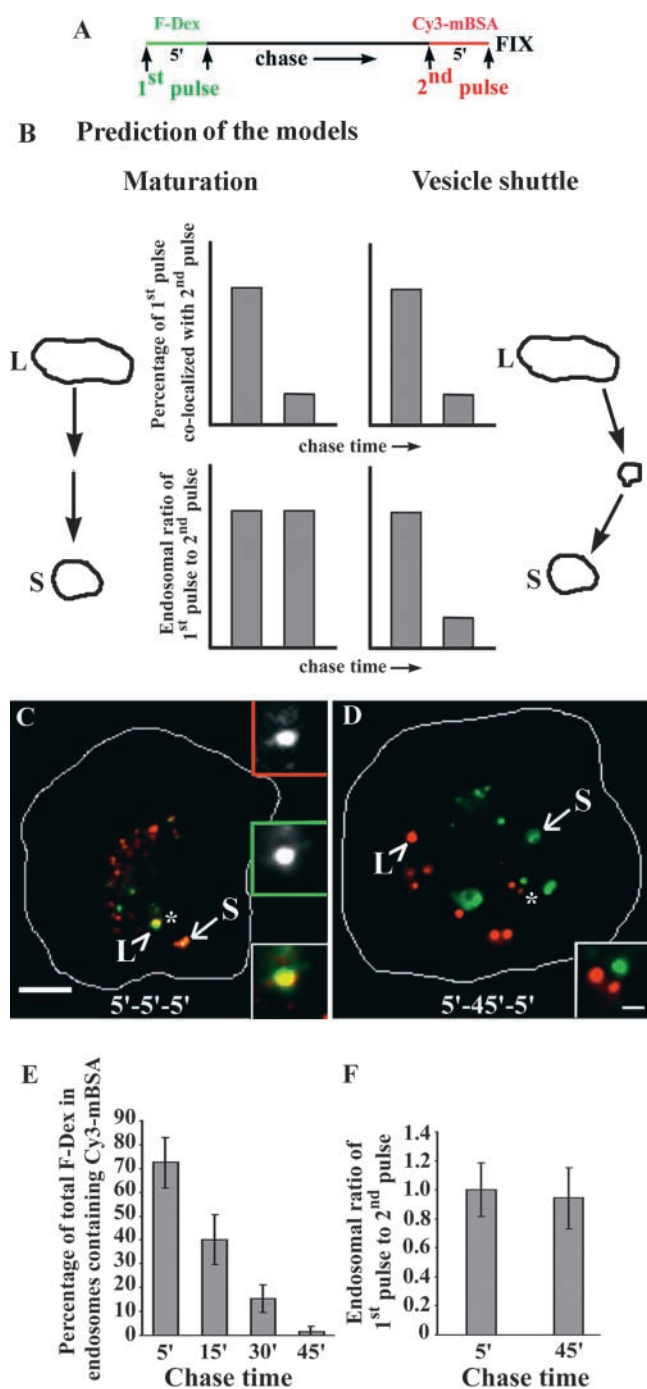 A
F-Dex
Cy3-mBSA
5'
chase
5'
FIX
1st pulse
2nd pulse
B Prediction of the models
Maturation
Vesicle shuttle
Percentage of 1st pulse
co-localized with 2nd pulse
L
L
chase time
Endosomal ratio of
1st pulse to 2nd pulse
S
S
chase time
C
D
S
L
*
L
S
*
5'-5'-5'
5'-45'-5'
E
F
Percentage of total F-Dex in
endosomes containing Cy3-mBSA
90
80
70
60
50
40
30
20
10
0
5' 15' 30' 45'
Chase time
Endosomal ratio of
1st pulse to 2nd pulse
1.4
1.2
1.0
0.8
0.6
0.4
0.2
0
5' 45'
Chase time